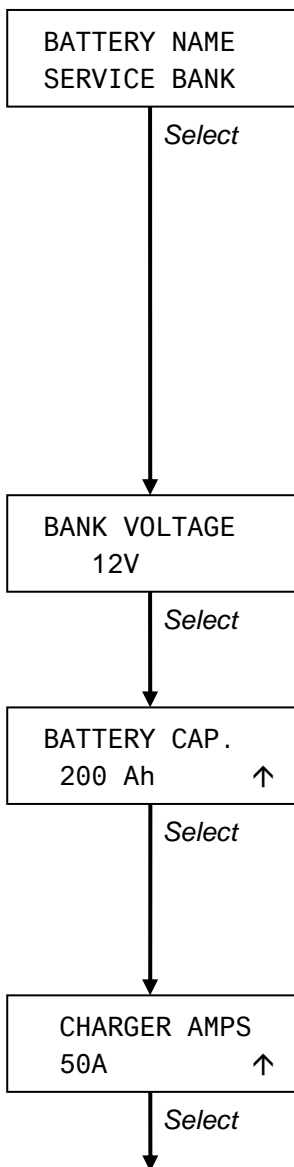 BATTERY NAME
SERVICE BANK
Select
BANK VOLTAGE
12V
Select
BATTERY CAP.
200 Ah ↑
Select
CHARGER AMPS
50A ↑
Select